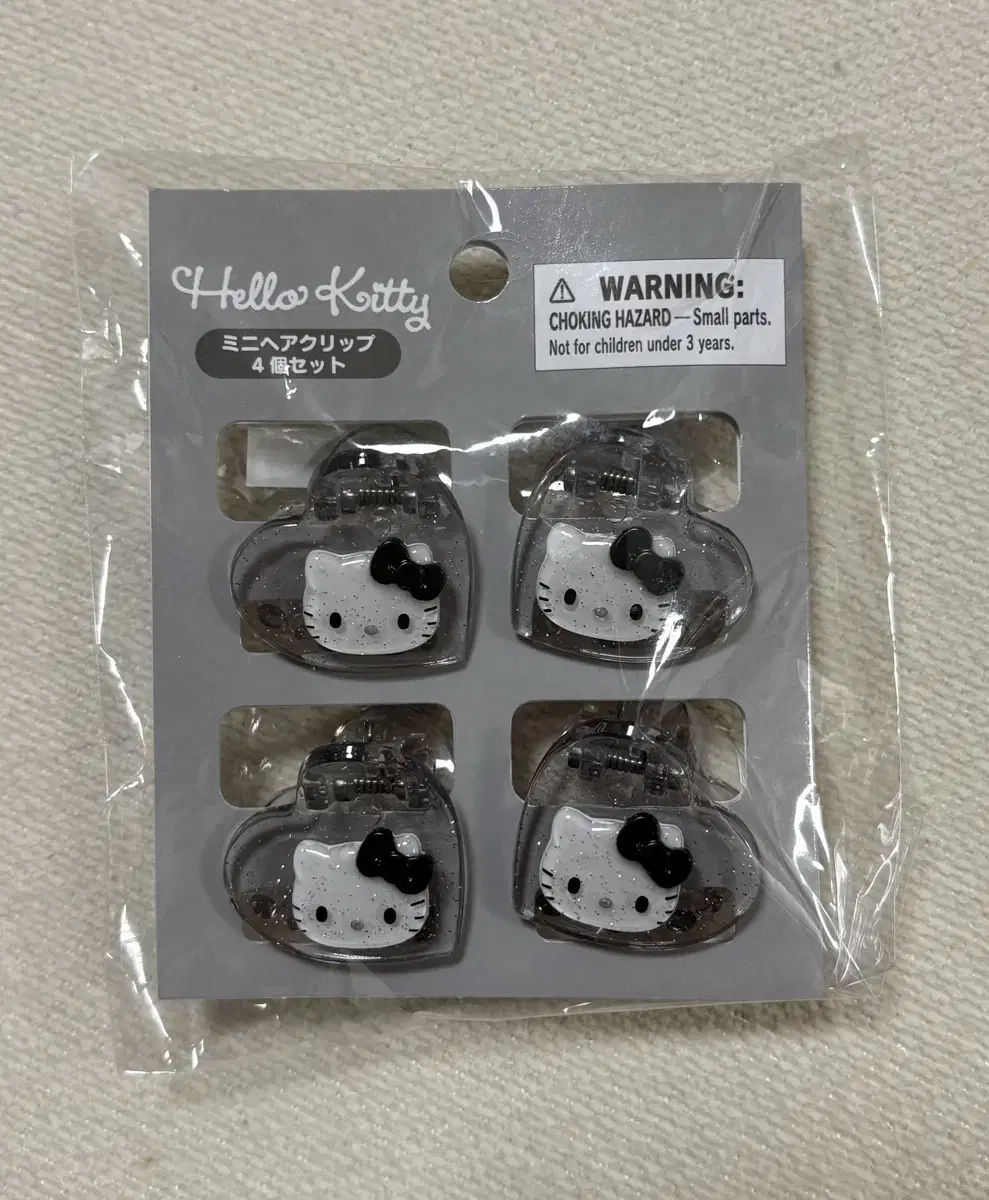 Hello Kitty
ミニヘアクリップ
4個セット
⚠ WARNING:
CHOKING HAZARD — Small parts.
Not for children under 3 years.